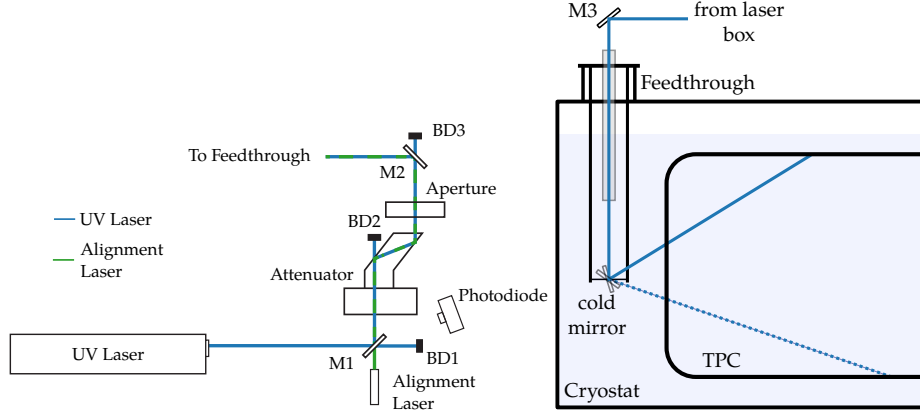 M3
from laser
box
Feedthrough
BD3
To Feedthrough
M2
Aperture
UV Laser
BD2
Alignment
Laser
Attenuator
Photodiode
cold
mirror
UV Laser
M1
BD1
TPC
Alignment
Laser
Cryostat